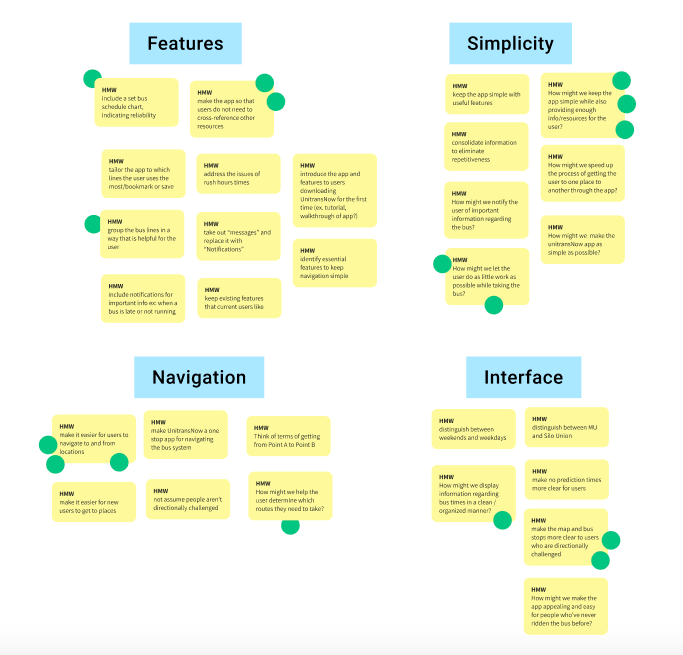 Features
HMW
include a set bus
schedule chart,
indicating reliability
HMW
make the app so that
users do not need to
cross-reference other
resources
HMW
tailor the app to which
lines the user uses the
most/bookmark or save
HMW
address the issues of
rush hours times
HMW
introduce the app and
features to users
downloading
UnitransNow for the first
time (ex. tutorial,
walkthrough of app?)
HMW
group the bus lines in a
way that is helpful for the
user
HMW
take out "messages" and
replace it with
"Notifications"
HMW
identify essential
features to keep
navigation simple
HMW
include notifications for
important info ex: when a
bus is late or not running
HMW
keep existing features
that current users like
Simplicity
HMW
keep the app simple with
useful features
HMW
How might we keep the
app simple while also
providing enough
info/resources for the
user?
HMW
consolidate information
to eliminate
repetitiveness
HMW
How might we speed up
the process of getting the
user to one place to
another through the app?
HMW
How might we notify the
user of important
information regarding
the bus?
HMW
How might we make the
unitransNow app as
simple as possible?
HMW
How might we let the
user do as little work as
possible while taking the
bus?
Navigation
HMW
make it easier for users to
navigate to and from
locations
HMW
make UnitransNow a one
stop app for navigating
the bus system
HMW
Think of terms of getting
from Point A to Point B
HMW
make it easier for new
users to get to places
HMW
not assume people aren't
directionally challenged
HMW
How might we help the
user determine which
routes they need to take?
Interface
HMW
distinguish between
weekends and weekdays
HMW
distinguish between MU
and Silo Union
HMW
How might we display
information regarding
bus times in a clean /
organized manner?
HMW
make no prediction times
more clear for users
HMW
make the map and bus
stops more clear to users
who are directionally
challenged
HMW
How might we make the
app appealing and easy
for people who've never
ridden the bus before?